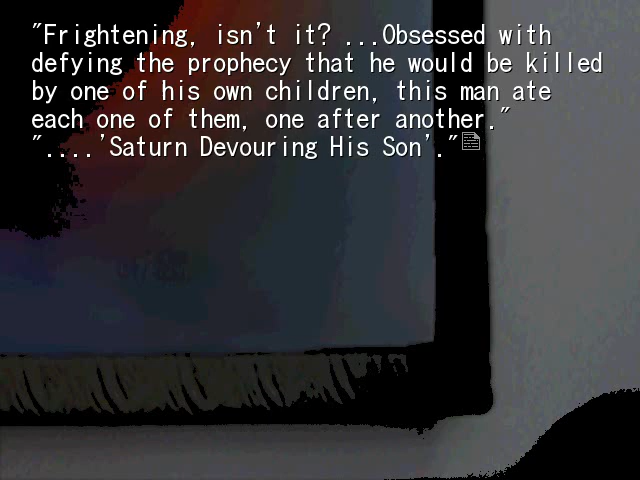 "Frightening, isn't it? ...Obsessed with
defying the prophecy that he would be killed
by one of his own children, this man ate
each one of them, one after another."
"....'Saturn Devouring His Son'."